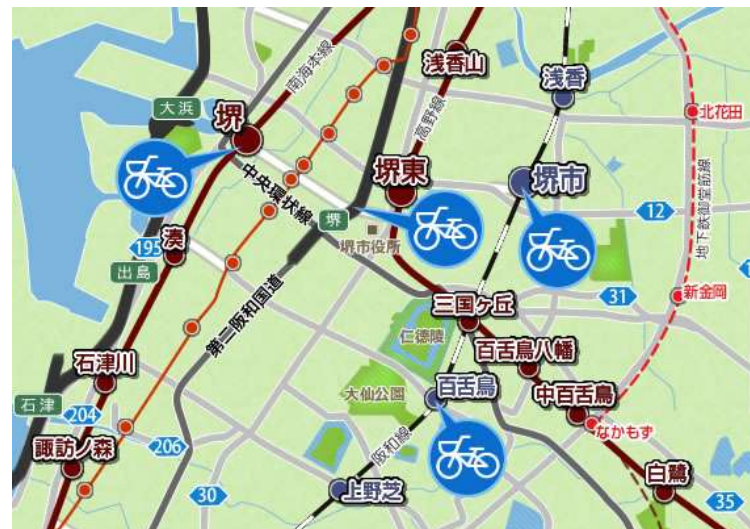 南海本線
浅香山
浅香
大浜
堺
高野線
北花田
堺東
堺市
中央環状線
堺
12
地下鉄御堂筋線
195
湊
堺市役所
出島
第二阪和国道
31
新金岡
三国ヶ丘
仁徳陵
百舌鳥八幡
石津川
大仙公園
百舌鳥
中百舌鳥
石津
204
なかもず
諏訪ノ森
206
阪和線
白鷺
上野芝
30
35